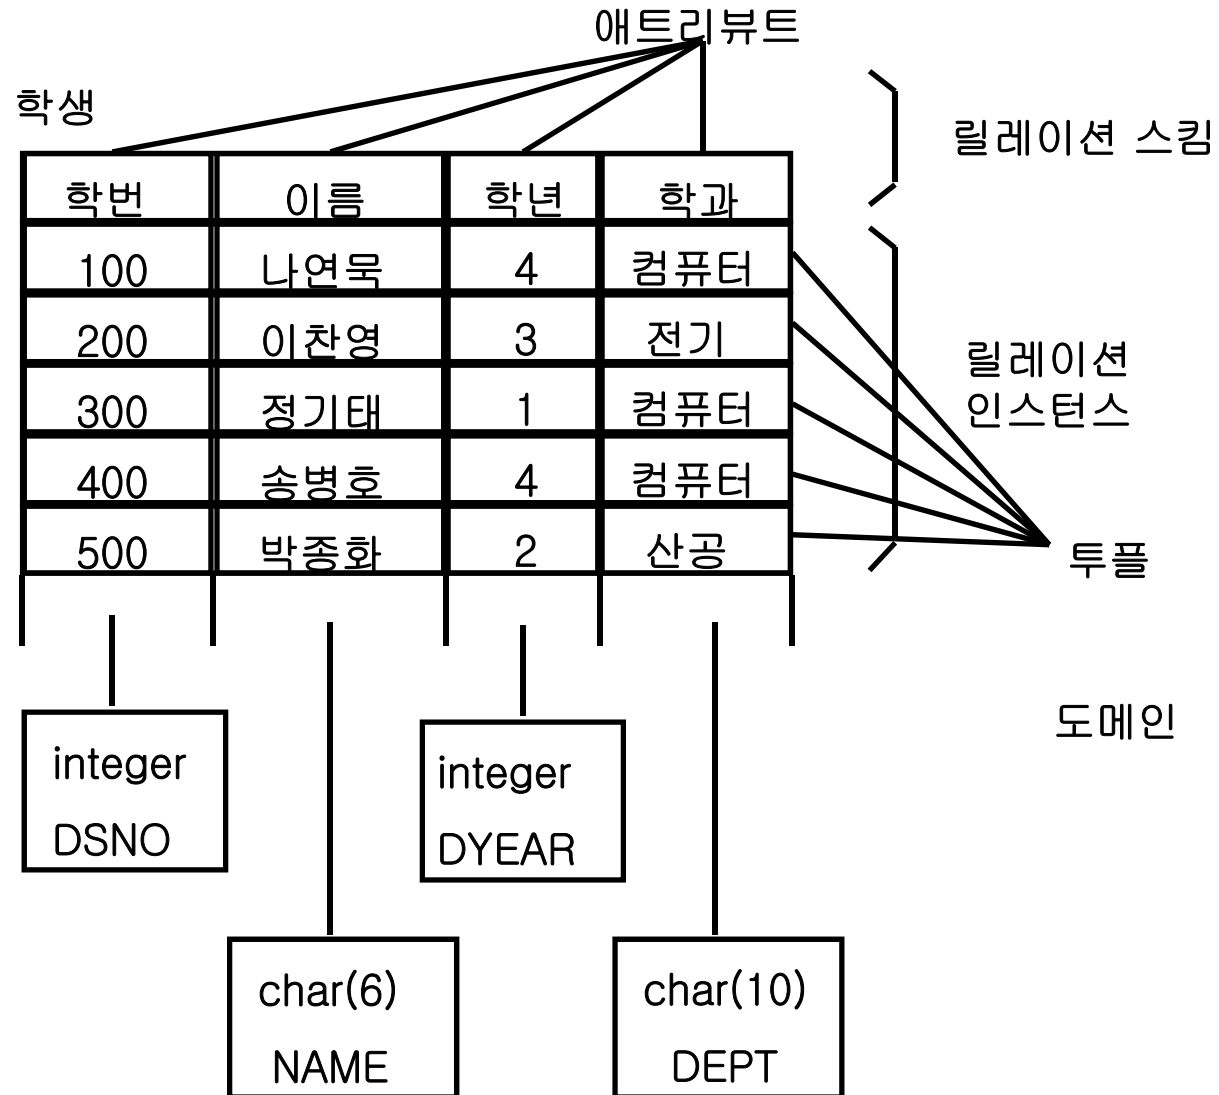 애트리뷰트
학생
릴레이션 스킴
학번 이름 학년 학과
100 나연묵 4 컴퓨터
200 이찬영 3 전기
300 정기태 1 컴퓨터
400 송병호 4 컴퓨터
500 박종화 2 산공
릴레이션
인스턴스
투플
도메인
integer
DSNO
integer
DYEAR
char(6)
NAME
char(10)
DEPT